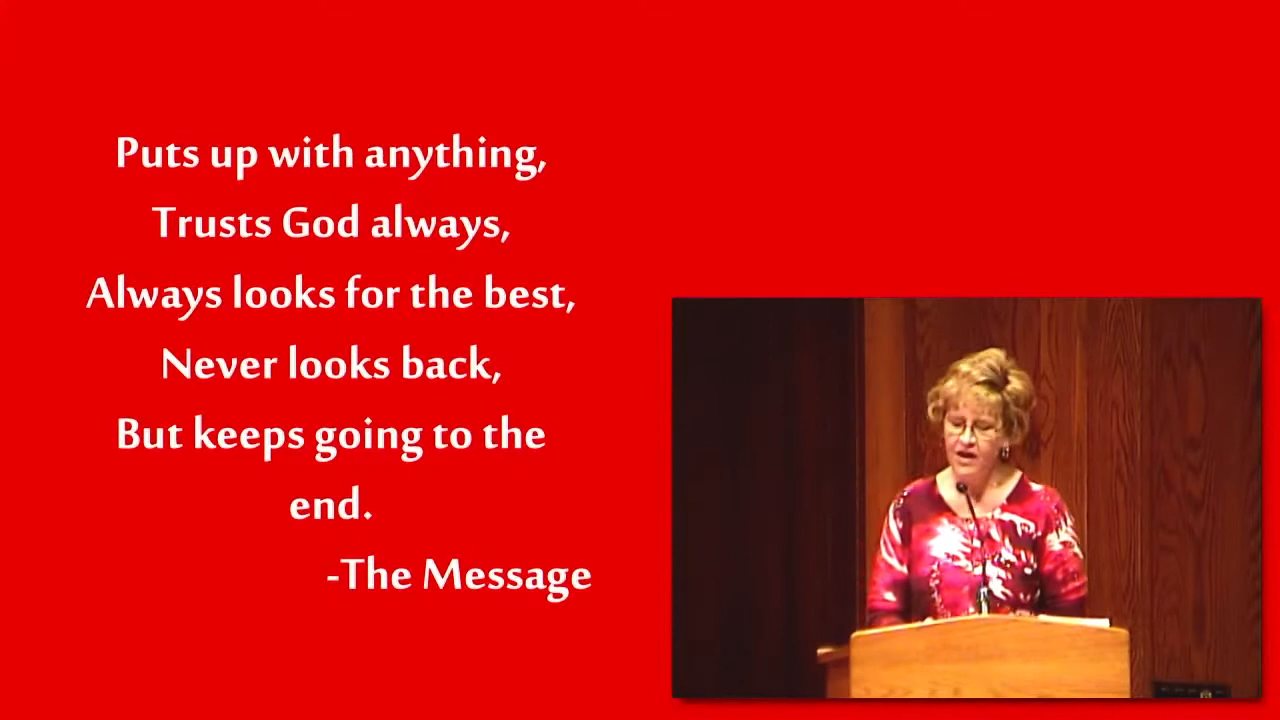 Puts up with anything,
Trusts God always,
Always looks for the best,
Never looks back,
But keeps going to the
end.
-The Message